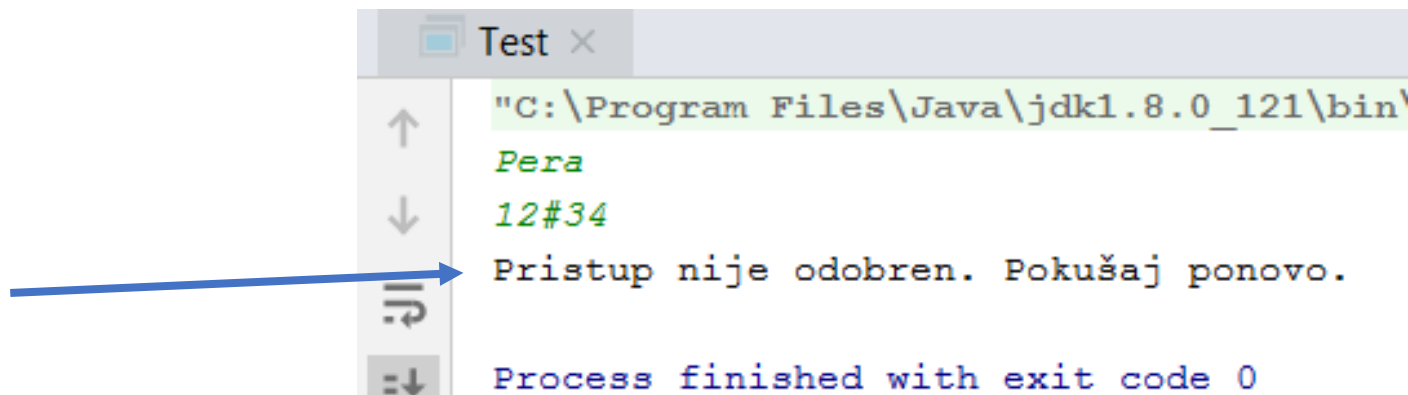 Test
"C:\Program Files\Java\jdk1.8.0_121\bin\
Pera
12#34
Pristup nije odobren. Pokušaj ponovo.
Process finished with exit code 0